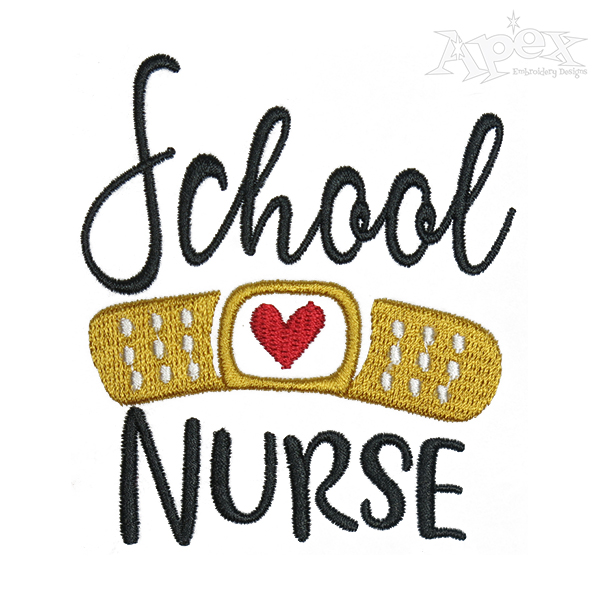 Apex
Embroidery Designs
School
NURSE